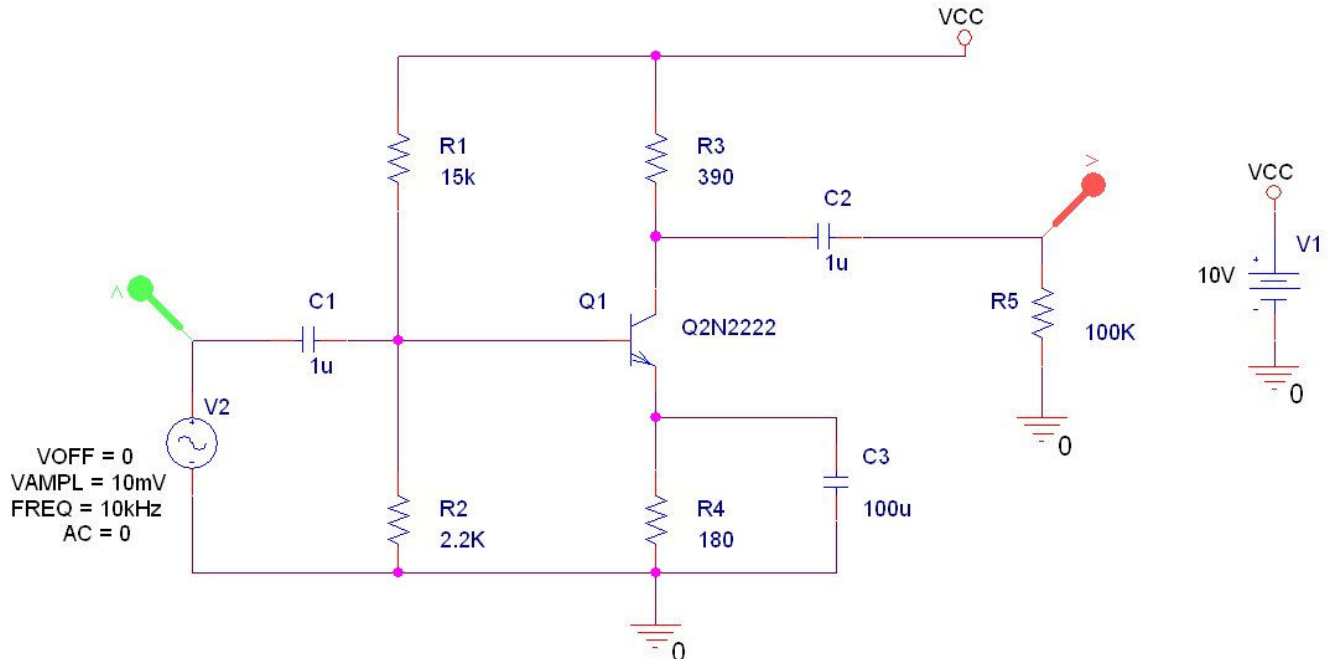 VCC
R1
15k
R3
390
C2
1u
VCC
V1
10V
+
-
0
C1
1u
Q1
Q2N2222
R5
100K
0
V2
+
-
VOFF = 0
VAMPL = 10mV
FREQ = 10kHz
AC = 0
R2
2.2K
R4
180
C3
100u
0